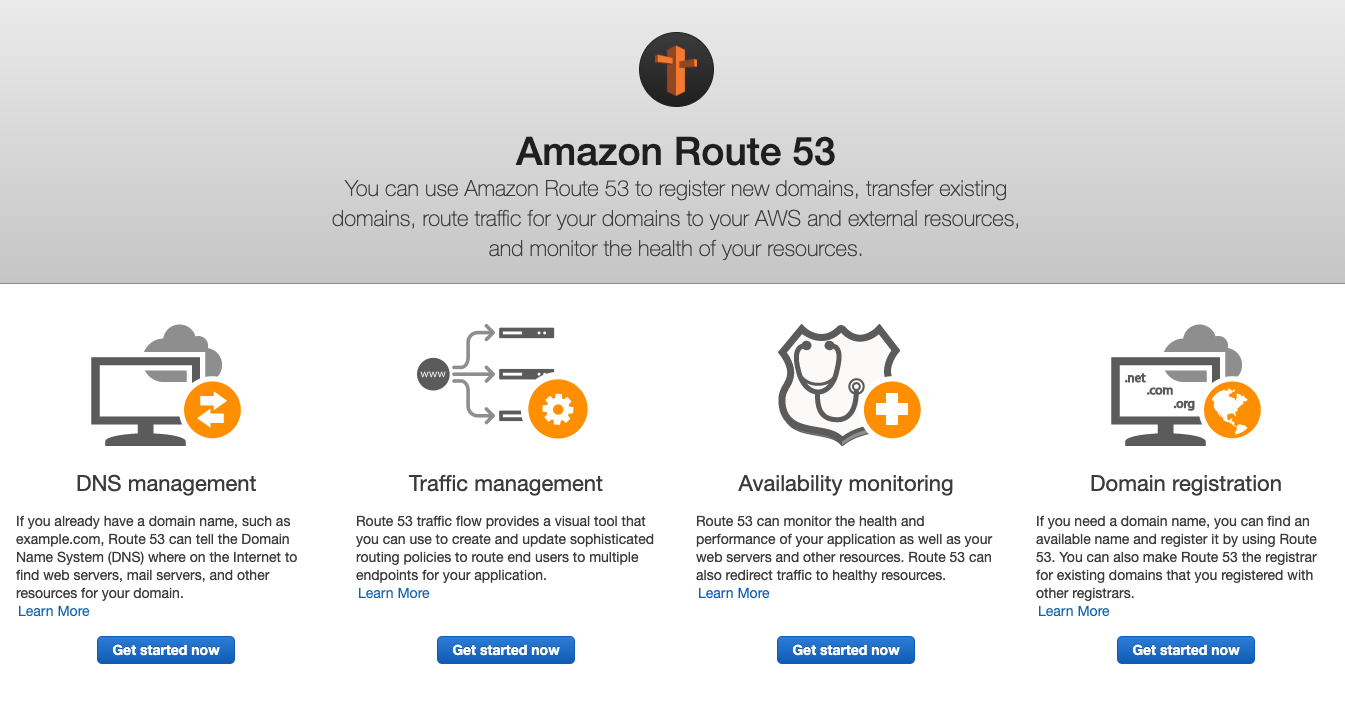 Amazon Route 53
You can use Amazon Route 53 to register new domains, transfer existing
domains, route traffic for your domains to your AWS and external resources,
and monitor the health of your resources.
www
.net
.com
.org
DNS management
If you already have a domain name, such as
example.com, Route 53 can tell the Domain
Name System (DNS) where on the Internet to
find web servers, mail servers, and other
resources for your domain.
Learn More
Get started now
Traffic management
Route 53 traffic flow provides a visual tool that
you can use to create and update sophisticated
routing policies to route end users to multiple
endpoints for your application.
Learn More
Get started now
Availability monitoring
Route 53 can monitor the health and
performance of your application as well as your
web servers and other resources. Route 53 can
also redirect traffic to healthy resources.
Learn More
Get started now
Domain registration
If you need a domain name, you can find an
available name and register it by using Route
53. You can also make Route 53 the registrar
for existing domains that you registered with
other registrars.
Learn More
Get started now